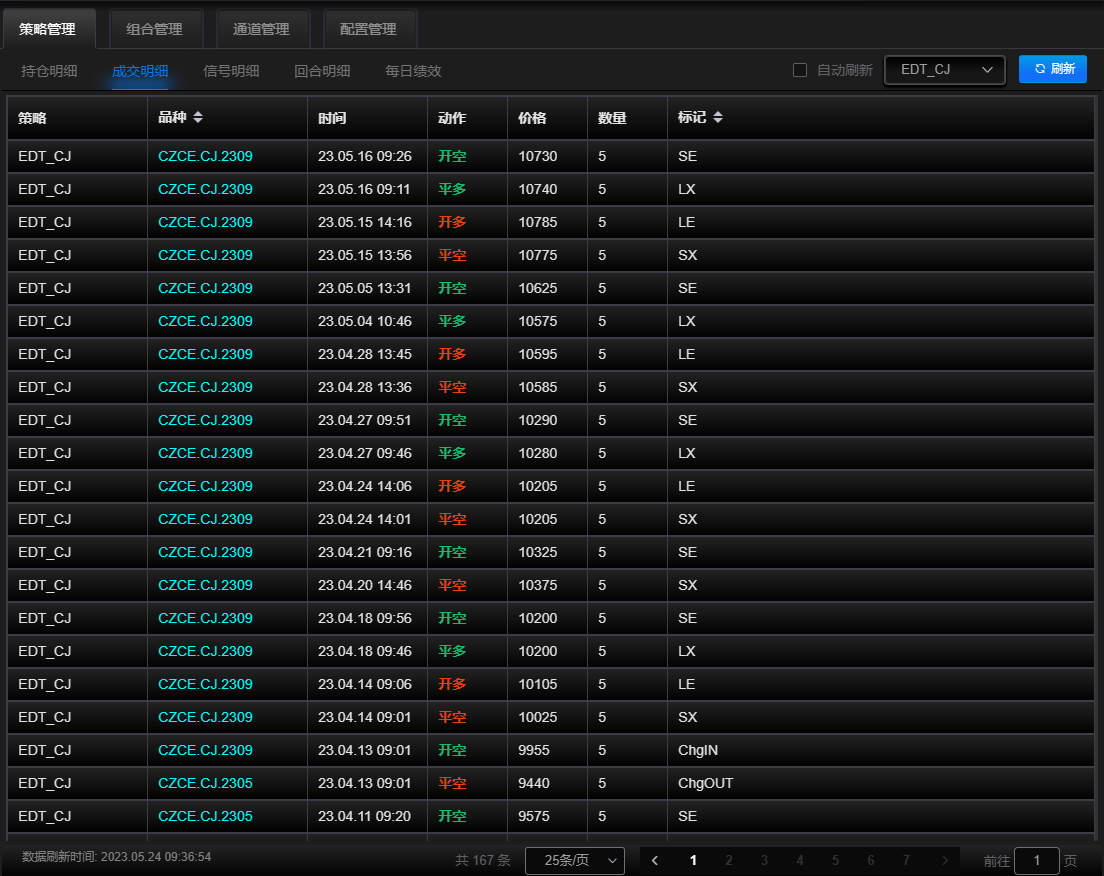 策略管理 组合管理 通道管理 配置管理
持仓明细 成交明细 信号明细 回合明细 每日绩效 自动刷新 EDT_CJ 刷新
策略 品种 时间 动作 价格 数量 标记
EDT_CJ CZCE.CJ.2309 23.05.16 09:26 开空 10730 5 SE
EDT_CJ CZCE.CJ.2309 23.05.16 09:11 平多 10740 5 LX
EDT_CJ CZCE.CJ.2309 23.05.15 14:16 开多 10785 5 LE
EDT_CJ CZCE.CJ.2309 23.05.15 13:56 平空 10775 5 SX
EDT_CJ CZCE.CJ.2309 23.05.05 13:31 开空 10625 5 SE
EDT_CJ CZCE.CJ.2309 23.05.04 10:46 平多 10575 5 LX
EDT_CJ CZCE.CJ.2309 23.04.28 13:45 开多 10595 5 LE
EDT_CJ CZCE.CJ.2309 23.04.28 13:36 平空 10585 5 SX
EDT_CJ CZCE.CJ.2309 23.04.27 09:51 开空 10290 5 SE
EDT_CJ CZCE.CJ.2309 23.04.27 09:46 平多 10280 5 LX
EDT_CJ CZCE.CJ.2309 23.04.24 14:06 开多 10205 5 LE
EDT_CJ CZCE.CJ.2309 23.04.24 14:01 平空 10205 5 SX
EDT_CJ CZCE.CJ.2309 23.04.21 09:16 开空 10325 5 SE
EDT_CJ CZCE.CJ.2309 23.04.20 14:46 平空 10375 5 SX
EDT_CJ CZCE.CJ.2309 23.04.18 09:56 开空 10200 5 SE
EDT_CJ CZCE.CJ.2309 23.04.18 09:46 平多 10200 5 LX
EDT_CJ CZCE.CJ.2309 23.04.14 09:06 开多 10105 5 LE
EDT_CJ CZCE.CJ.2309 23.04.14 09:01 平空 10025 5 SX
EDT_CJ CZCE.CJ.2309 23.04.13 09:01 开空 9955 5 ChgIN
EDT_CJ CZCE.CJ.2305 23.04.13 09:01 平空 9440 5 ChgOUT
EDT_CJ CZCE.CJ.2305 23.04.11 09:20 开空 9575 5 SE
数据刷新时间: 2023.05.24 09:36:54 共 167 条 25条/页 1 2 3 4 5 6 7 前往 1 页